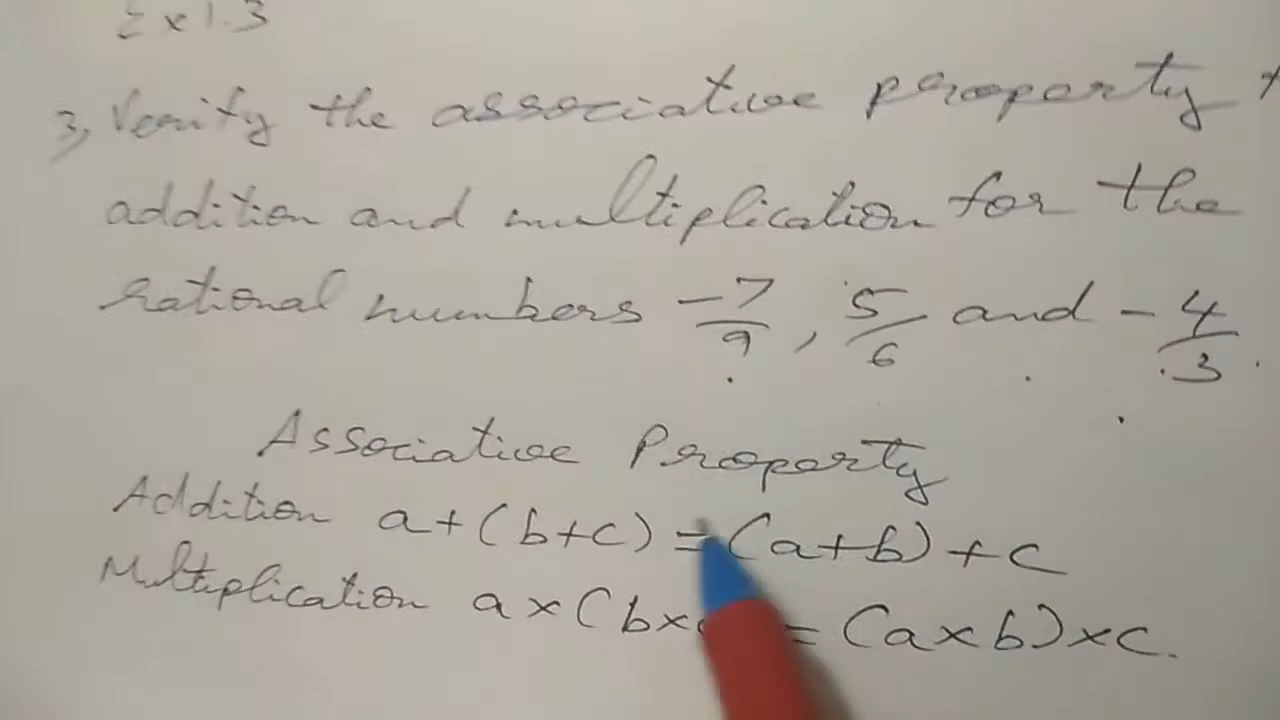 Ex 1.3
3, Verify the associative property
addition and multiplication for the
rational numbers -7/9, 5/6 and -4/3.
Associative Property
Addition a+(b+c) = (a+b)+c
Multiplication a×(b× = (a×b)×c.